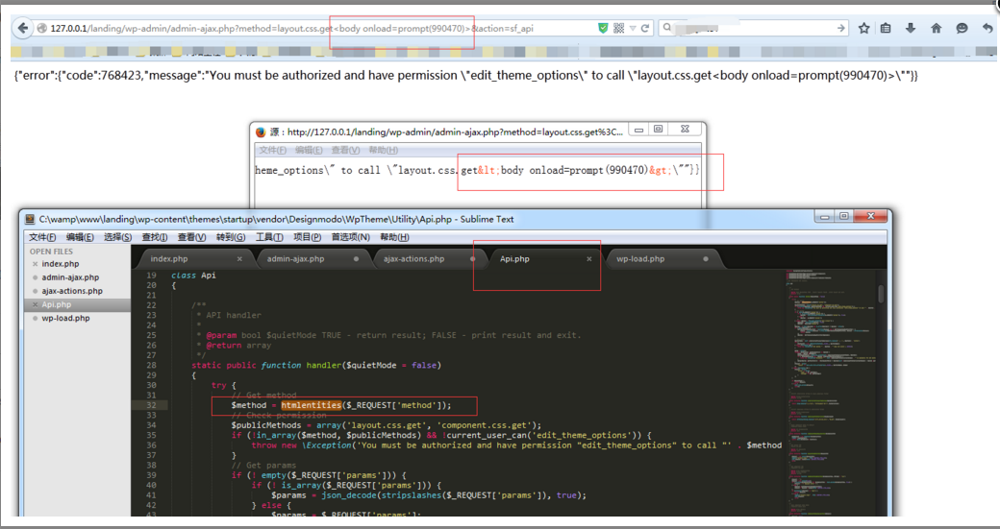 127.0.0.1/landing/wp-admin/admin-ajax.php?method=layout.css.get<body onload=prompt(990470)>&action=sf_api
{"error":{"code":768423,"message":"You must be authorized and have permission \"edit_theme_options\" to call \"layout.css.get<body onload=prompt(990470)>\""}}
源：http://127.0.0.1/landing/wp-admin/admin-ajax.php?method=layout.css.get%3C...
文件(F) 编辑(E) 查看(V) 帮助(H)
heme_options\" to call \"layout.css.get&lt;body onload=prompt(990470)&gt;\""}}
C:\wamp\www\landing\wp-content\themes\startup\vendor\Designmodo\WpTheme\Utility\Api.php - Sublime Text
文件(F) 编辑(E) 选择(S) 查找(I) 查看(V) 转到(G) 工具(T) 项目(P) 首选项(N) 帮助(H)
OPEN FILES
index.php
admin-ajax.php
ajax-actions.php
Api.php
wp-load.php
index.php admin-ajax.php ajax-actions.php Api.php wp-load.php
19 class Api
20 {
21
22 /**
23 * API handler
24 *
25 * @param bool $quietMode TRUE - return result; FALSE - print result and exit.
26 * @return array
27 */
28 static public function handler($quietMode = false)
29 {
30 try {
31 // Get method
32 $method = htmlentities($_REQUEST['method']);
33 // Check permission
34 $publicMethods = array('layout.css.get', 'component.css.get');
35 if (!in_array($method, $publicMethods) && !current_user_can('edit_theme_options')) {
36 throw new \Exception('You must be authorized and have permission "edit_theme_options" to call "' . $method
37 }
38 // Get params
39 if (! empty($_REQUEST['params'])) {
40 if (! is_array($_REQUEST['params'])) {
41 $params = json_decode(stripslashes($_REQUEST['params']), true);
42 } else {
43 $params = $_REQUEST['params'];